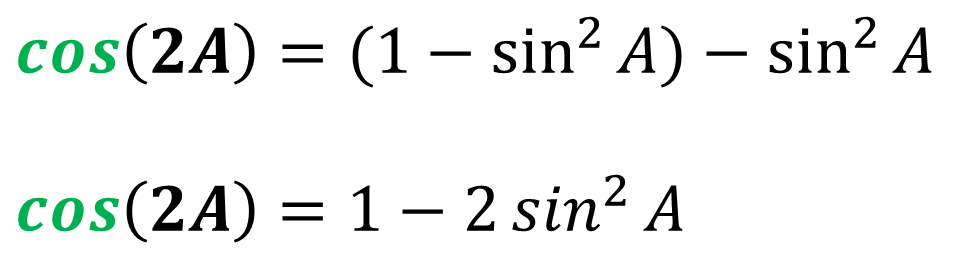 cos(2A) = (1 − sin² A) − sin² A
cos(2A) = 1 − 2 sin² A